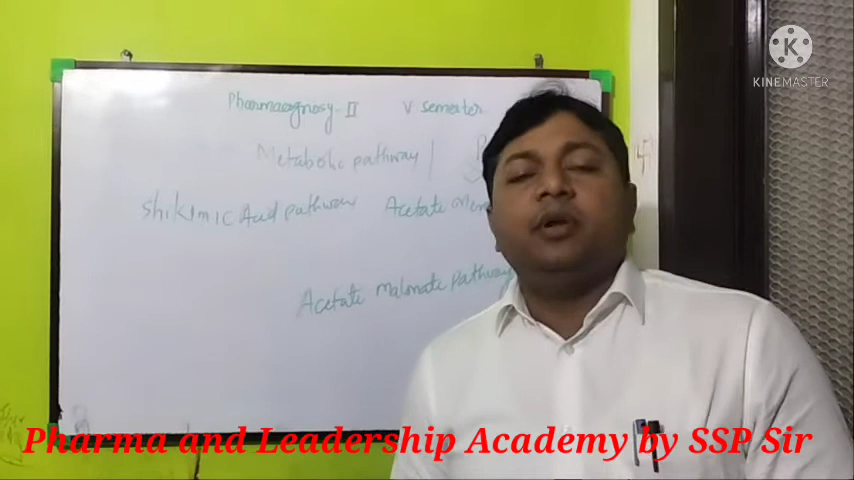 Pharmacognosy-II V semester
Metabolic pathway |
Shikimic Acid pathway Acetate
Acetate malonate Pathway
K
KINEMASTER
Pharma and Leadership Academy by SSP Sir